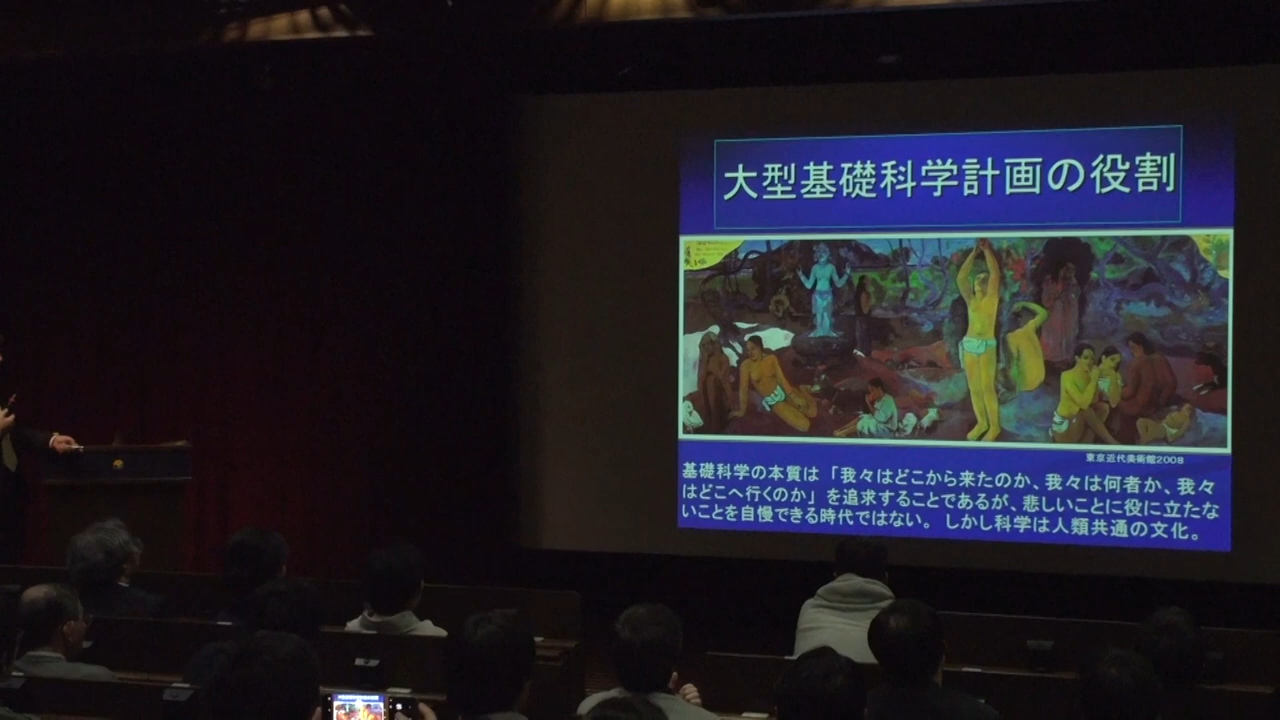 大型基礎科学計画の役割
東京近代美術館2008
基礎科学の本質は「我々はどこから来たのか、我々は何者か、我々
はどこへ行くのか」を追求することであるが、悲しいことに役に立たな
いことを自慢できる時代ではない。しかし科学は人類共通の文化。